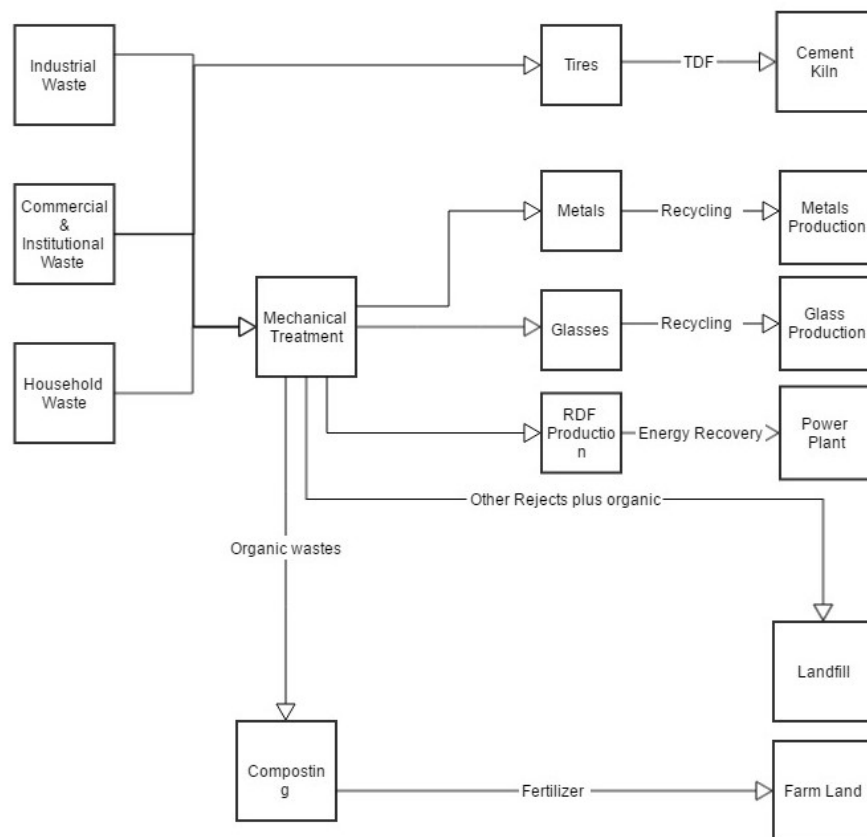 Industrial
Waste
Tires
TDF
Cement
Kiln
Commercial
&
Institutional
Waste
Metals
Recycling
Metals
Production
Mechanical
Treatment
Glasses
Recycling
Glass
Production
Household
Waste
RDF
Productio
n
Energy Recovery
Power
Plant
Other Rejects plus organic
Organic wastes
Landfill
Compostin
g
Fertilizer
Farm Land